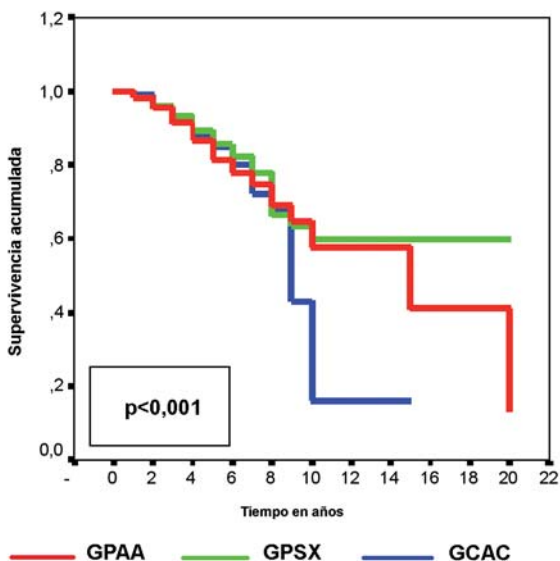 1,2
1,0
,8
,6
,4
,2
0,0
Supervivencia acumulada
p<0,001
- 0 2 4 6 8 10 12 14 16 18 20 22
Tiempo en años
GPAA GPSX GCAC